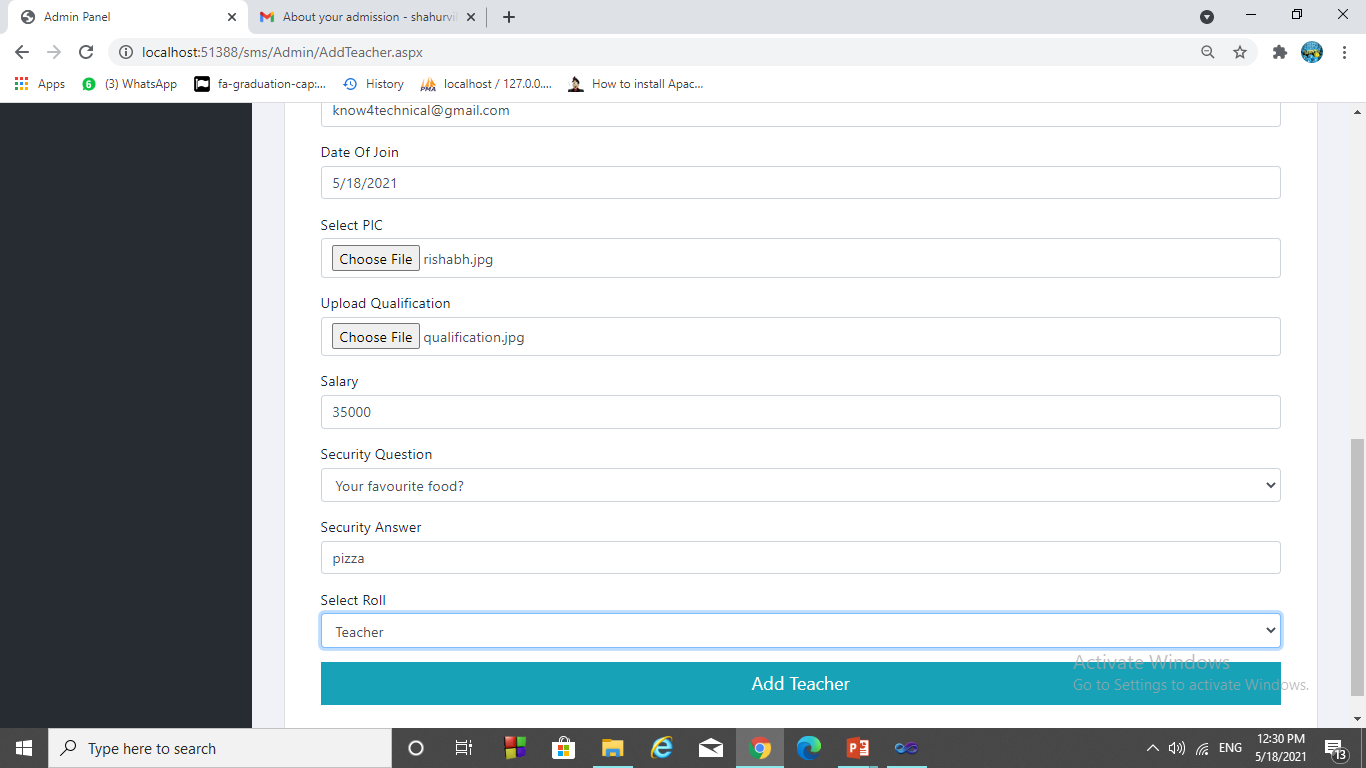 Admin Panel
About your admission - shahurvi
localhost:51388/sms/Admin/AddTeacher.aspx
Apps
6
(3) WhatsApp
fa-graduation-cap:...
History
PMA
localhost / 127.0.0....
How to install Apac...
know4technical@gmail.com
Date Of Join
5/18/2021
Select PIC
Choose File rishabh.jpg
Upload Qualification
Choose File qualification.jpg
Salary
35000
Security Question
Your favourite food?
Security Answer
pizza
Select Roll
Teacher
Add Teacher
Activate Windows
Go to Settings to activate Windows.
Type here to search
ENG
12:30 PM
5/18/2021
13